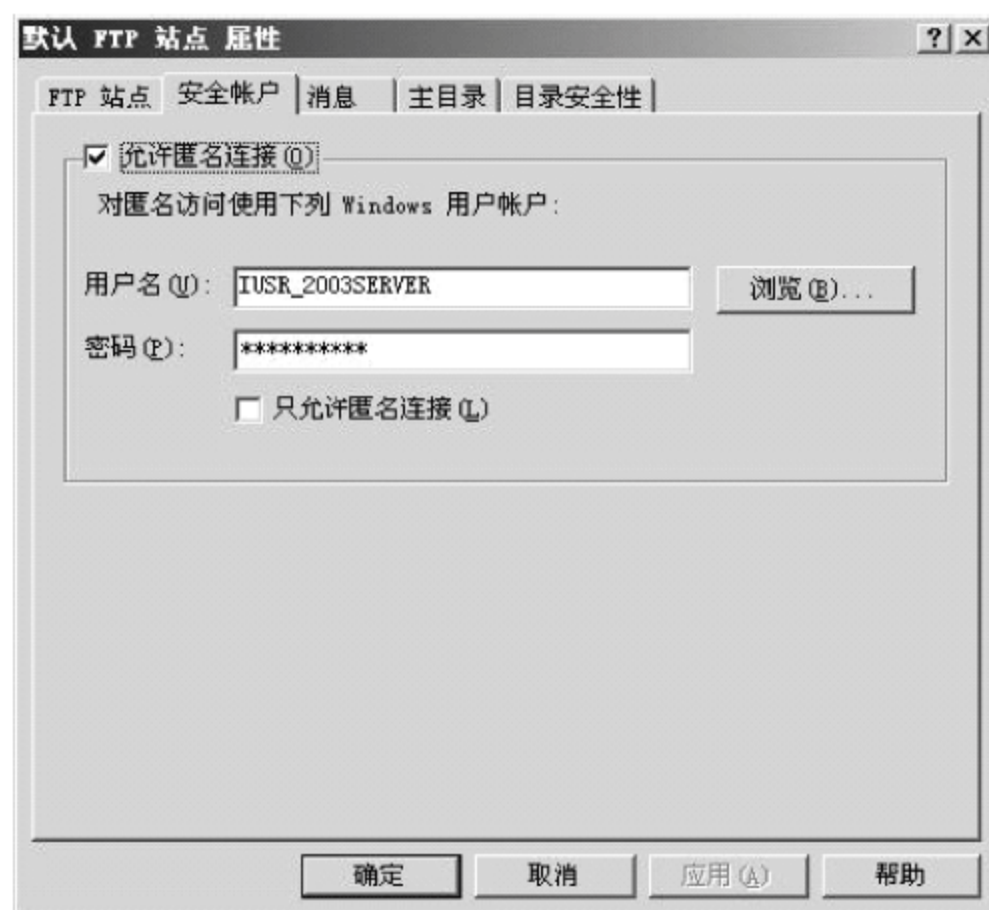 默认 FTP 站点 属性
FTP 站点 安全帐户 消息 主目录 目录安全性
允许匿名连接(O)
对匿名访问使用下列 Windows 用户帐户:
用户名(U): IUSR_2003SERVER 浏览(B)...
密码(P): **********
只允许匿名连接(L)
确定 取消 应用(A) 帮助